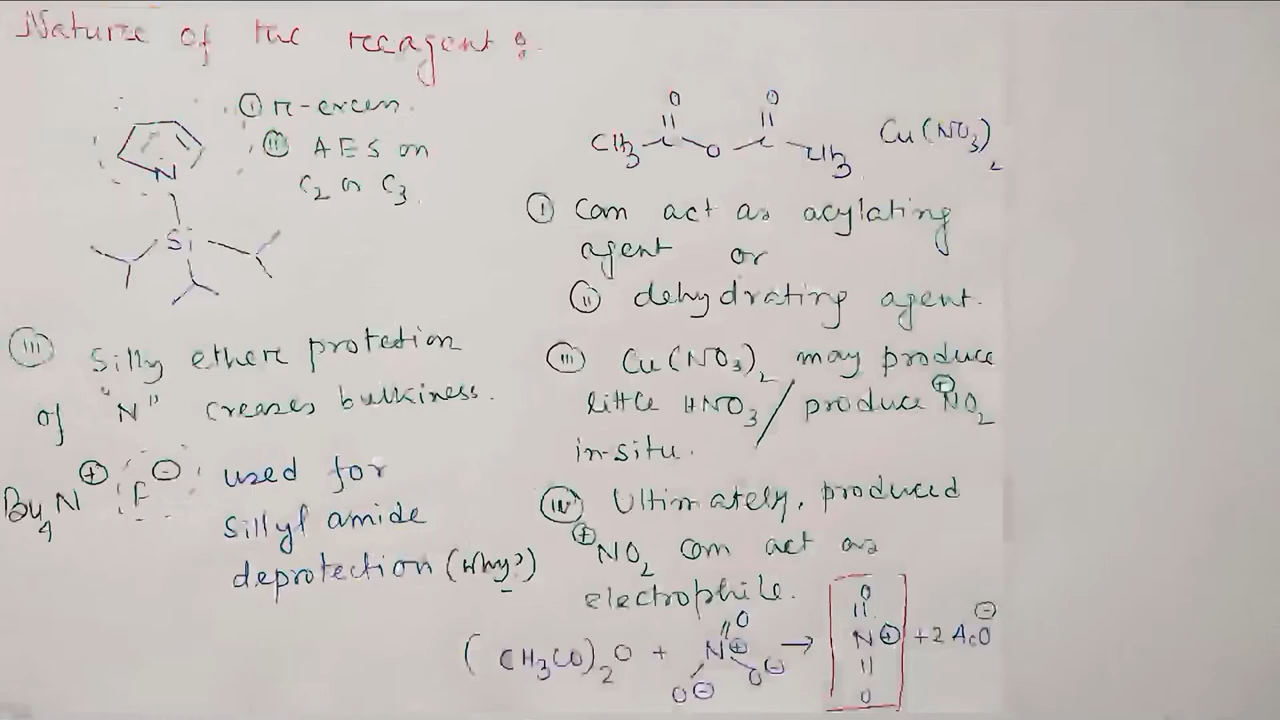 Nature of the reagent :
① π-excess.
② AES on
C2 or C3.
N
Si
③ Silly ethere protection
of "N" creases bulkiness.
Bu4N⊕ F⊖ used for
sillyl amide
deprotection (Why?)
O O
CH3 C O C CH3 Cu(NO3)2
① Can act as acylating
agent or
② dehydrating agent.
③ Cu(NO3)2 may produce
little HNO3 / produce ⊕NO2
in-situ.
④ Ultimately, produced
⊕NO2 can act as
electrophile.
(CH3CO)2O + N⊕ O O⊖ O⊖ → O=N⊕=O + 2 AcO⊖